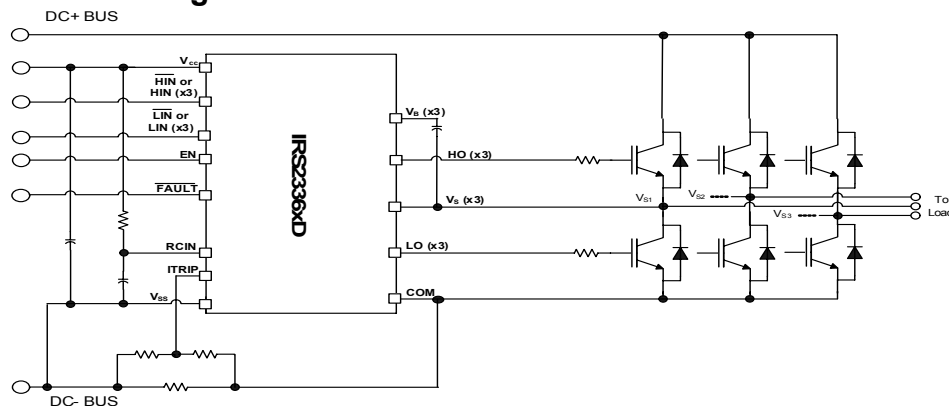 DC+ BUS
Vcc
HIN or
HIN (x3)
LIN or
LIN (x3)
EN
FAULT
RCIN
ITRIP
VSS
IRS2336xD
VB (x3)
HO (x3)
VS (x3)
LO (x3)
COM
VS1
VS2
VS3
To
Load
DC- BUS